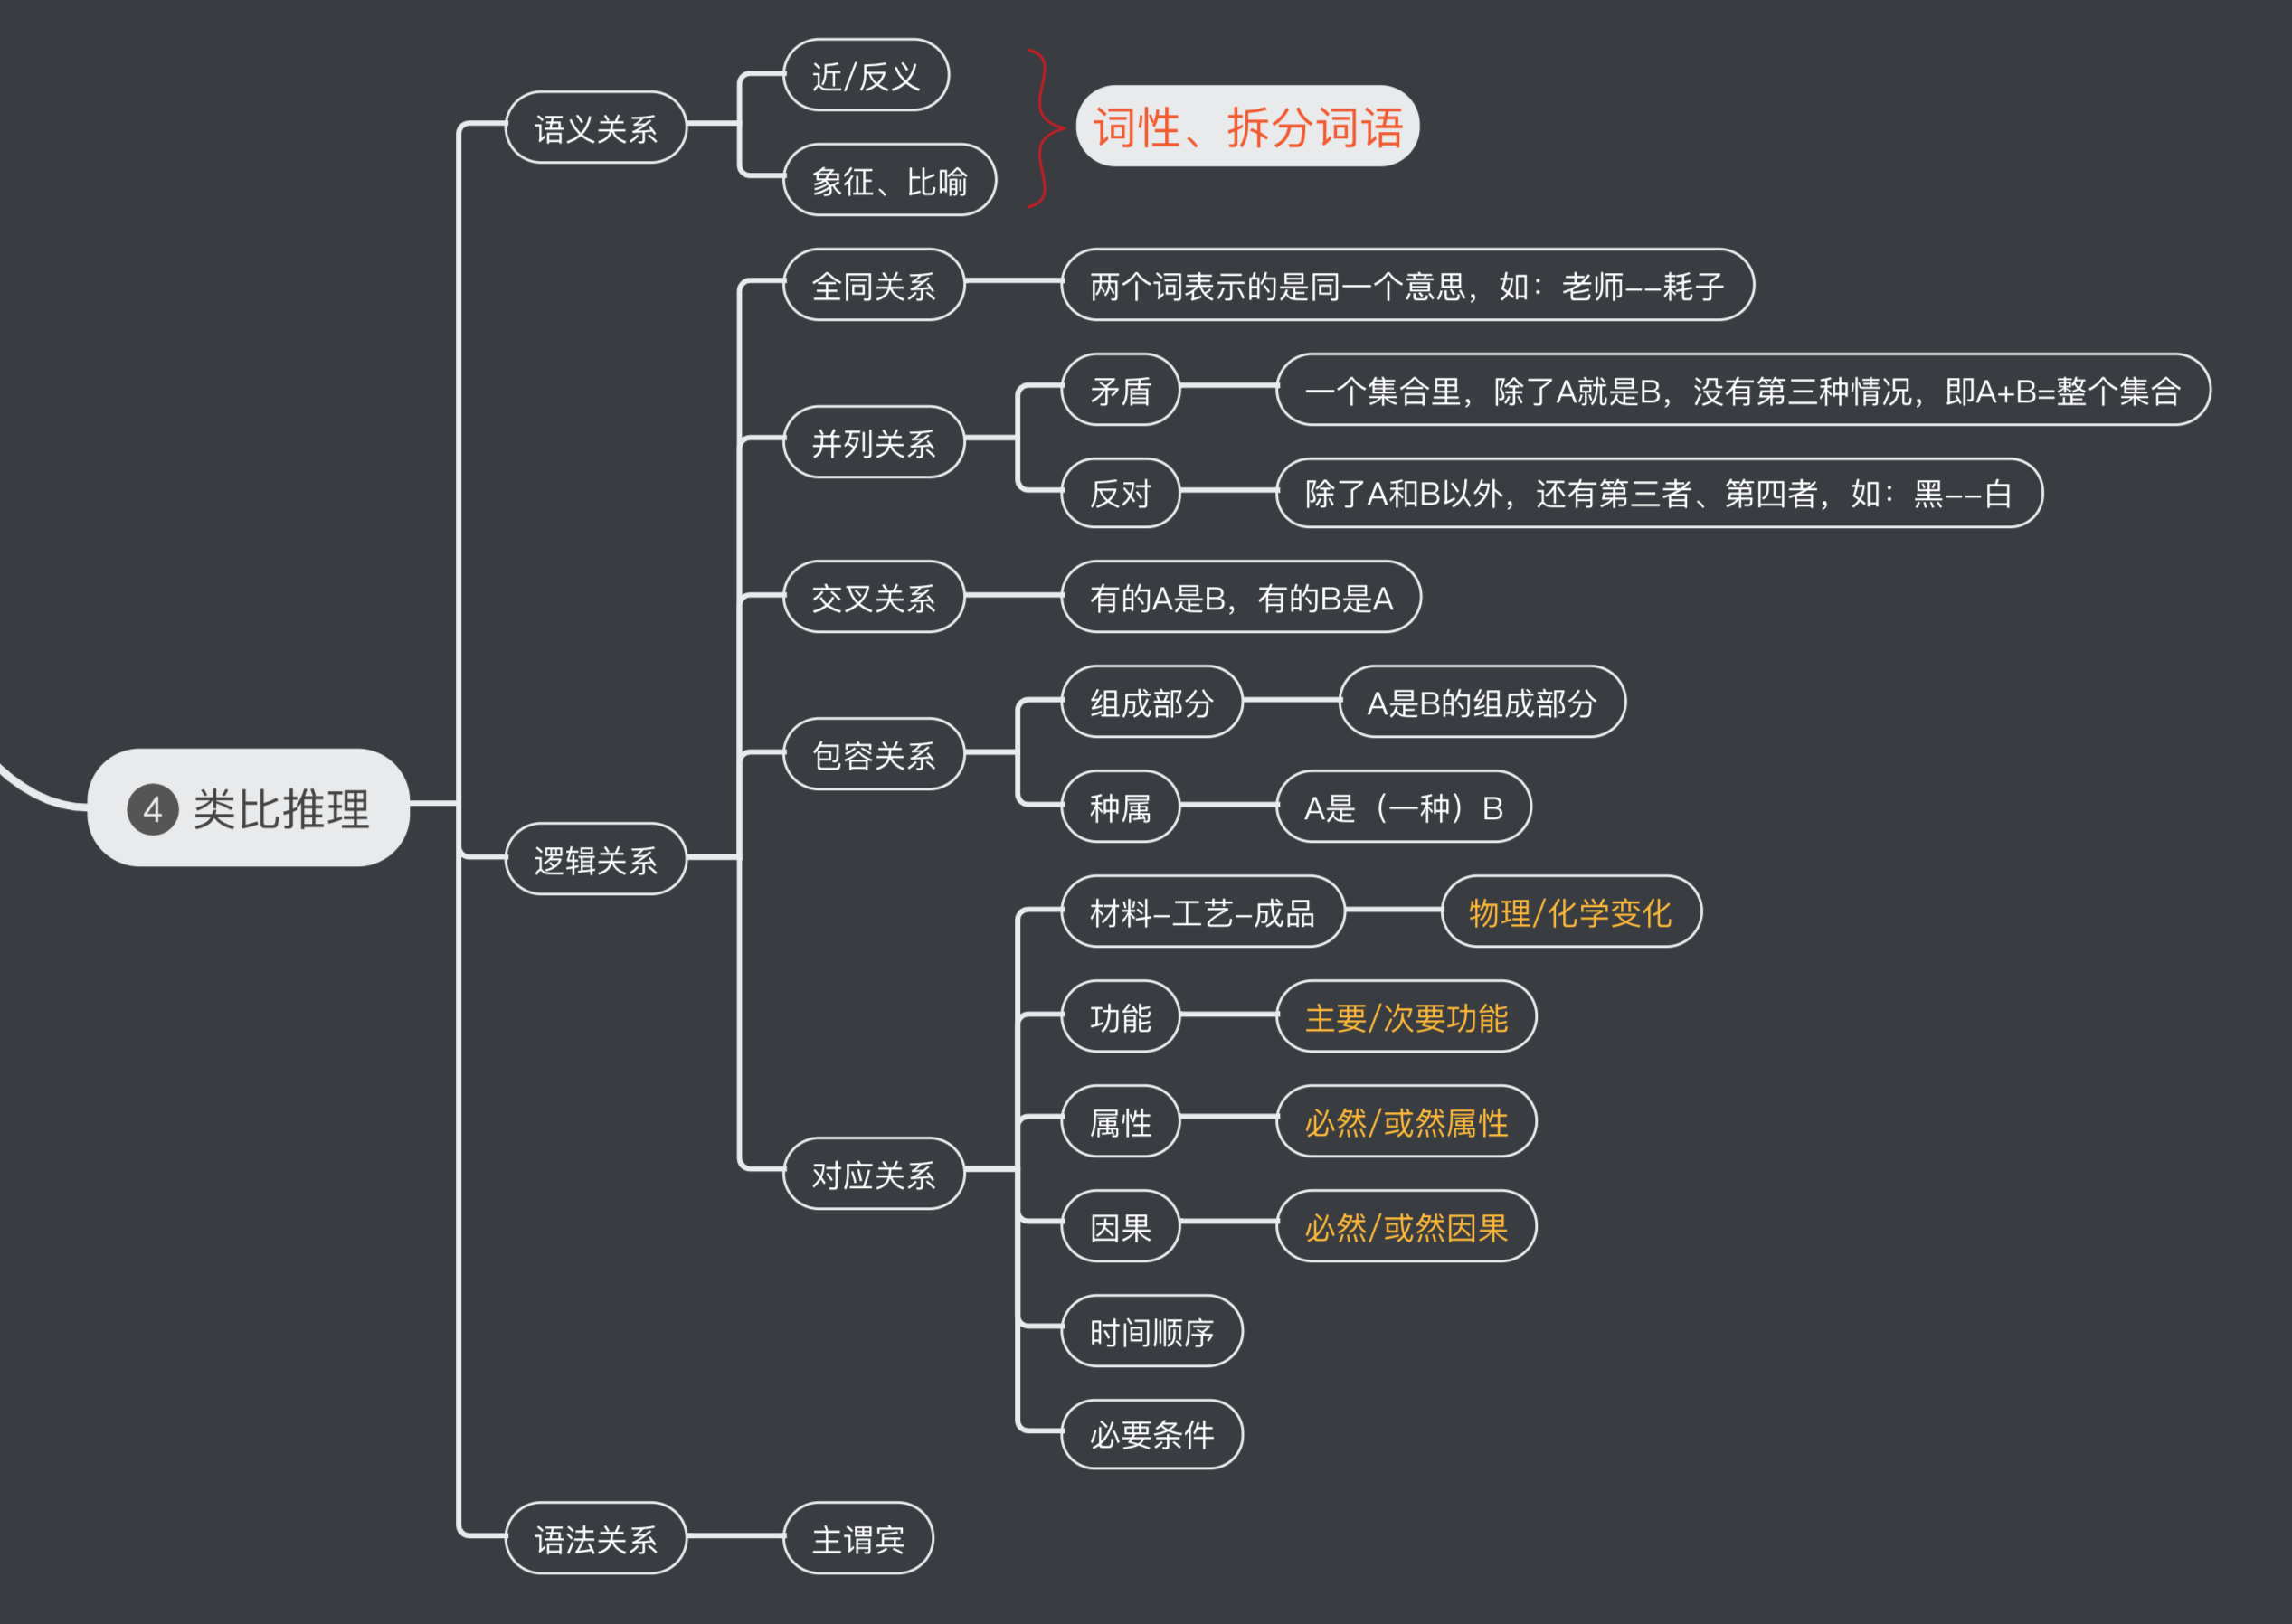 近/反义
词性、拆分词语
语义关系
象征、比喻
全同关系
两个词表示的是同一个意思，如：老师--耗子
矛盾
一个集合里，除了A就是B，没有第三种情况，即A+B=整个集合
并列关系
反对
除了A和B以外，还有第三者、第四者，如：黑--白
交叉关系
有的A是B，有的B是A
组成部分
A是B的组成部分
包容关系
种属
A是（一种）B
4 类比推理
逻辑关系
材料-工艺-成品
物理/化学变化
功能
主要/次要功能
属性
必然/或然属性
对应关系
因果
必然/或然因果
时间顺序
必要条件
语法关系
主谓宾